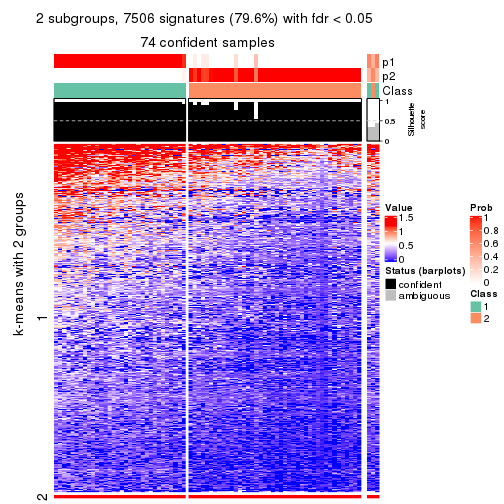 2 subgroups, 7506 signatures (79.6%) with fdr < 0.05
74 confident samples
p1
p2
Class
1
0.5
0
Silhouette
score
k-means with 2 groups
1
2
Value
1.5
1
0.5
0
Status (barplots)
confident
ambiguous
Prob
1
0.8
0.6
0.4
0.2
0
Class
1
2